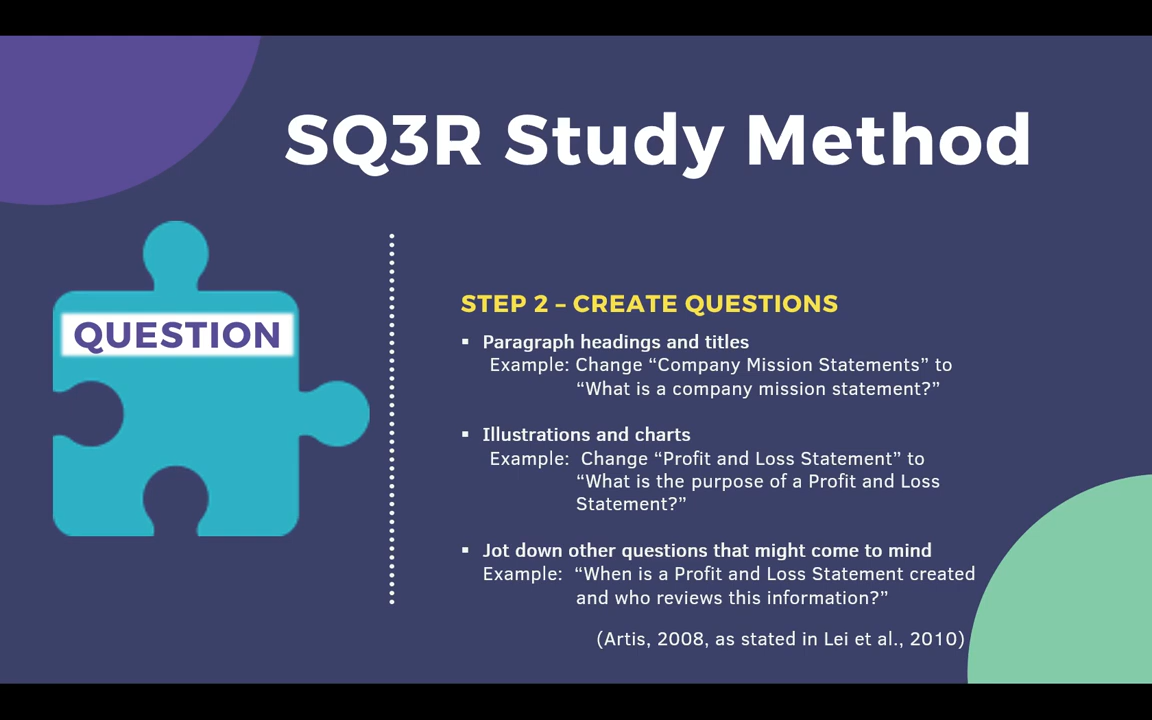 SQ3R Study Method
QUESTION
STEP 2 – CREATE QUESTIONS
▪ Paragraph headings and titles
Example: Change “Company Mission Statements” to
“What is a company mission statement?”
▪ Illustrations and charts
Example: Change “Profit and Loss Statement” to
“What is the purpose of a Profit and Loss
Statement?”
▪ Jot down other questions that might come to mind
Example: “When is a Profit and Loss Statement created
and who reviews this information?”
(Artis, 2008, as stated in Lei et al., 2010)